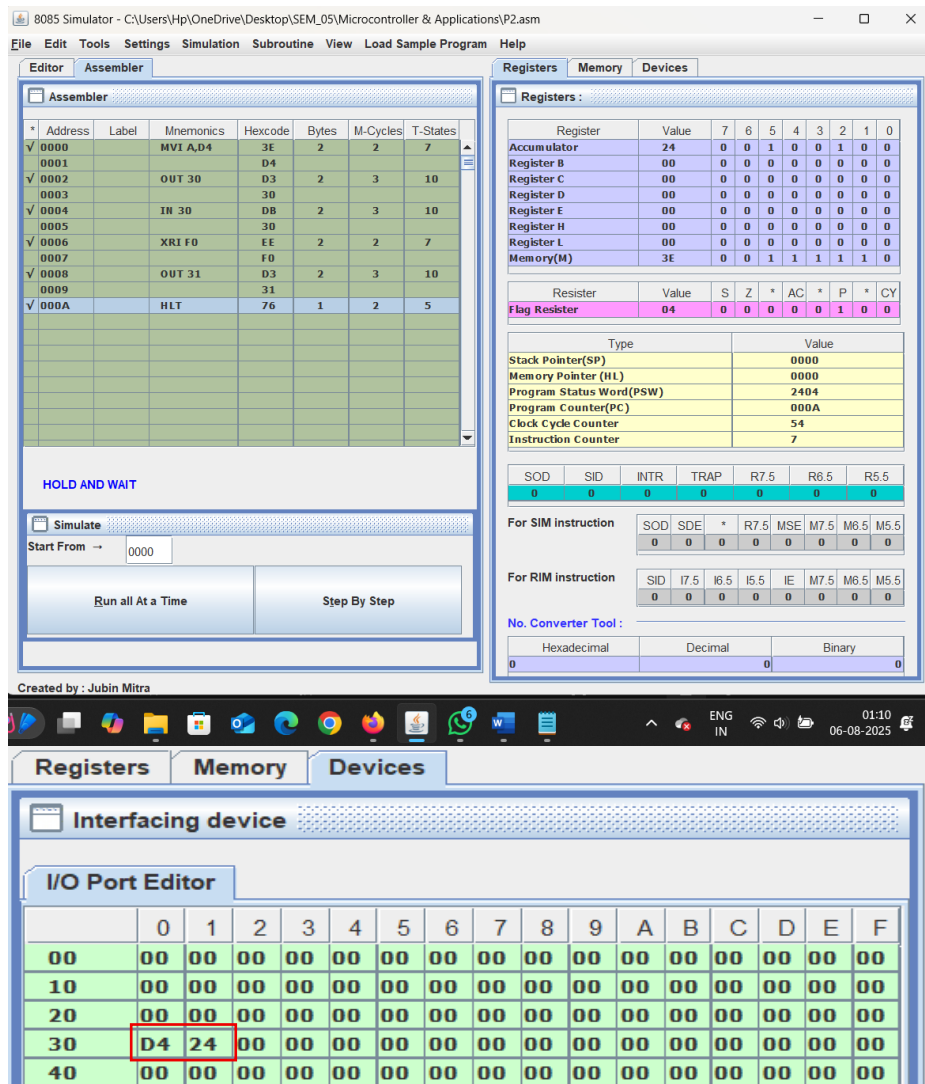 8085 Simulator - C:\Users\Hp\OneDrive\Desktop\SEM_05\Microcontroller & Applications\P2.asm
File Edit Tools Settings Simulation Subroutine View Load Sample Program Help
Editor Assembler
Assembler
* Address Label Mnemonics Hexcode Bytes M-Cycles T-States
√ 0000 MVI A,D4 3E 2 2 7
0001 D4
√ 0002 OUT 30 D3 2 3 10
0003 30
√ 0004 IN 30 DB 2 3 10
0005 30
√ 0006 XRI F0 EE 2 2 7
0007 F0
√ 0008 OUT 31 D3 2 3 10
0009 31
√ 000A HLT 76 1 2 5
HOLD AND WAIT
Simulate
Start From → 0000
Run all At a Time Step By Step
Created by : Jubin Mitra
Registers Memory Devices
Registers :
Register Value 7 6 5 4 3 2 1 0
Accumulator 24 0 0 1 0 0 1 0 0
Register B 00 0 0 0 0 0 0 0 0
Register C 00 0 0 0 0 0 0 0 0
Register D 00 0 0 0 0 0 0 0 0
Register E 00 0 0 0 0 0 0 0 0
Register H 00 0 0 0 0 0 0 0 0
Register L 00 0 0 0 0 0 0 0 0
Memory(M) 3E 0 0 1 1 1 1 1 0
Resister Value S Z * AC * P * CY
Flag Resister 04 0 0 0 0 0 1 0 0
Type Value
Stack Pointer(SP) 0000
Memory Pointer (HL) 0000
Program Status Word(PSW) 2404
Program Counter(PC) 000A
Clock Cycle Counter 54
Instruction Counter 7
SOD SID INTR TRAP R7.5 R6.5 R5.5
0 0 0 0 0 0 0
For SIM instruction SOD SDE * R7.5 MSE M7.5 M6.5 M5.5
0 0 0 0 0 0 0 0
For RIM instruction SID I7.5 I6.5 I5.5 IE M7.5 M6.5 M5.5
0 0 0 0 0 0 0 0
No. Converter Tool :
Hexadecimal Decimal Binary
0 0 0
6
W
ENG
IN
01:10
06-08-2025
Registers Memory Devices
Interfacing device
I/O Port Editor
0 1 2 3 4 5 6 7 8 9 A B C D E F
00 00 00 00 00 00 00 00 00 00 00 00 00 00 00 00 00
10 00 00 00 00 00 00 00 00 00 00 00 00 00 00 00 00
20 00 00 00 00 00 00 00 00 00 00 00 00 00 00 00 00
30 D4 24 00 00 00 00 00 00 00 00 00 00 00 00 00 00
40 00 00 00 00 00 00 00 00 00 00 00 00 00 00 00 00